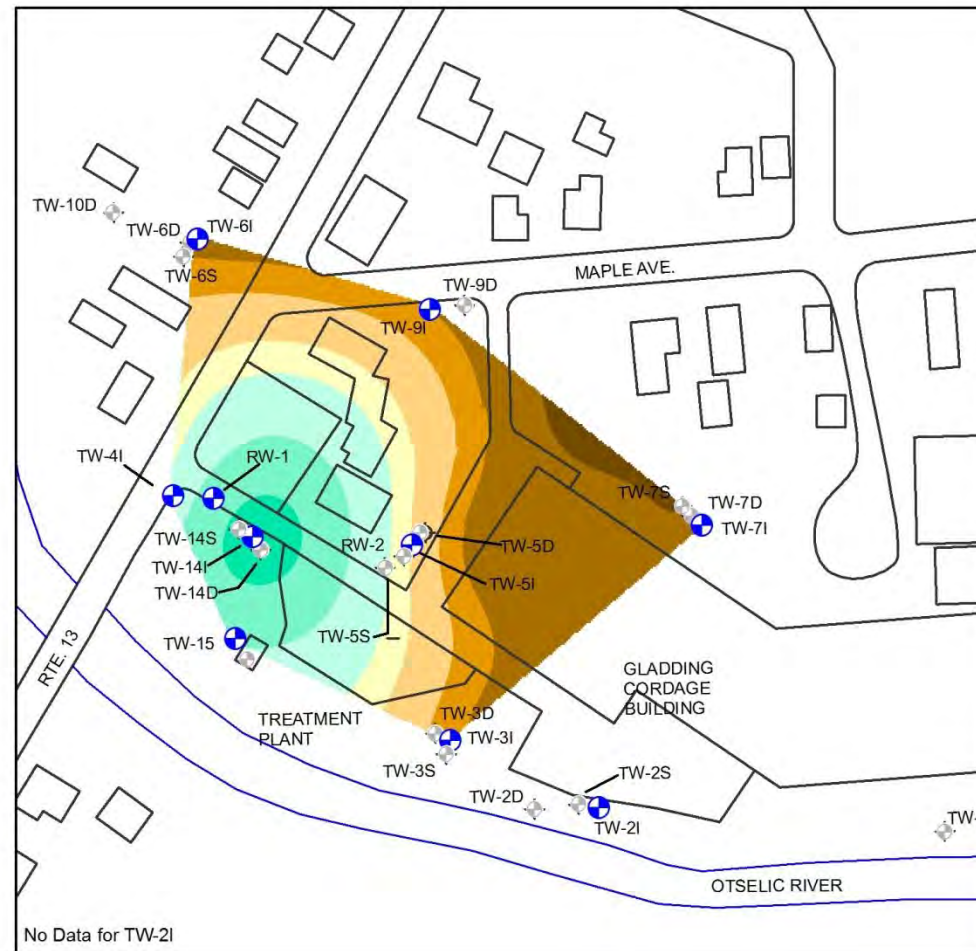 TW-10D
TW-6D
TW-6I
TW-6S
MAPLE AVE.
TW-9D
TW-9I
TW-4I
RW-1
TW-7S
TW-7D
TW-7I
TW-14S
TW-14I
TW-14D
RW-2
TW-5D
TW-5I
TW-5S
TW-15
RTE. 13
GLADDING
CORDAGE
BUILDING
TREATMENT
PLANT
TW-3D
TW-3I
TW-3S
TW-2D
TW-2S
TW-2I
TW-
OTSELIC RIVER
No Data for TW-2I